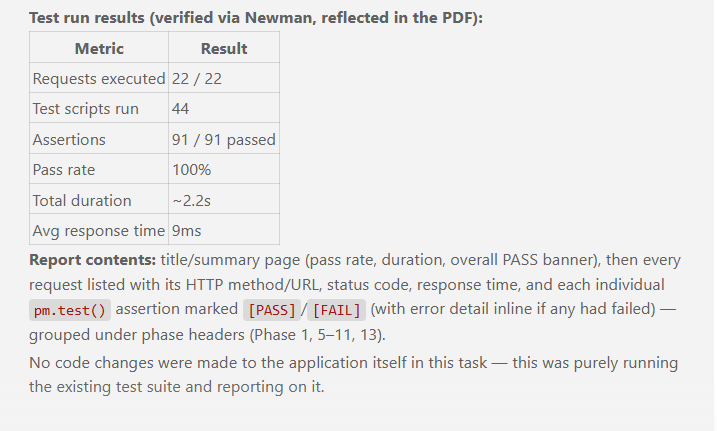 Test run results (verified via Newman, reflected in the PDF):
Metric Result
Requests executed 22 / 22
Test scripts run 44
Assertions 91 / 91 passed
Pass rate 100%
Total duration ~2.2s
Avg response time 9ms
Report contents: title/summary page (pass rate, duration, overall PASS banner), then every
request listed with its HTTP method/URL, status code, response time, and each individual
pm.test() assertion marked [PASS]/[FAIL] (with error detail inline if any had failed) —
grouped under phase headers (Phase 1, 5–11, 13).
No code changes were made to the application itself in this task — this was purely running
the existing test suite and reporting on it.